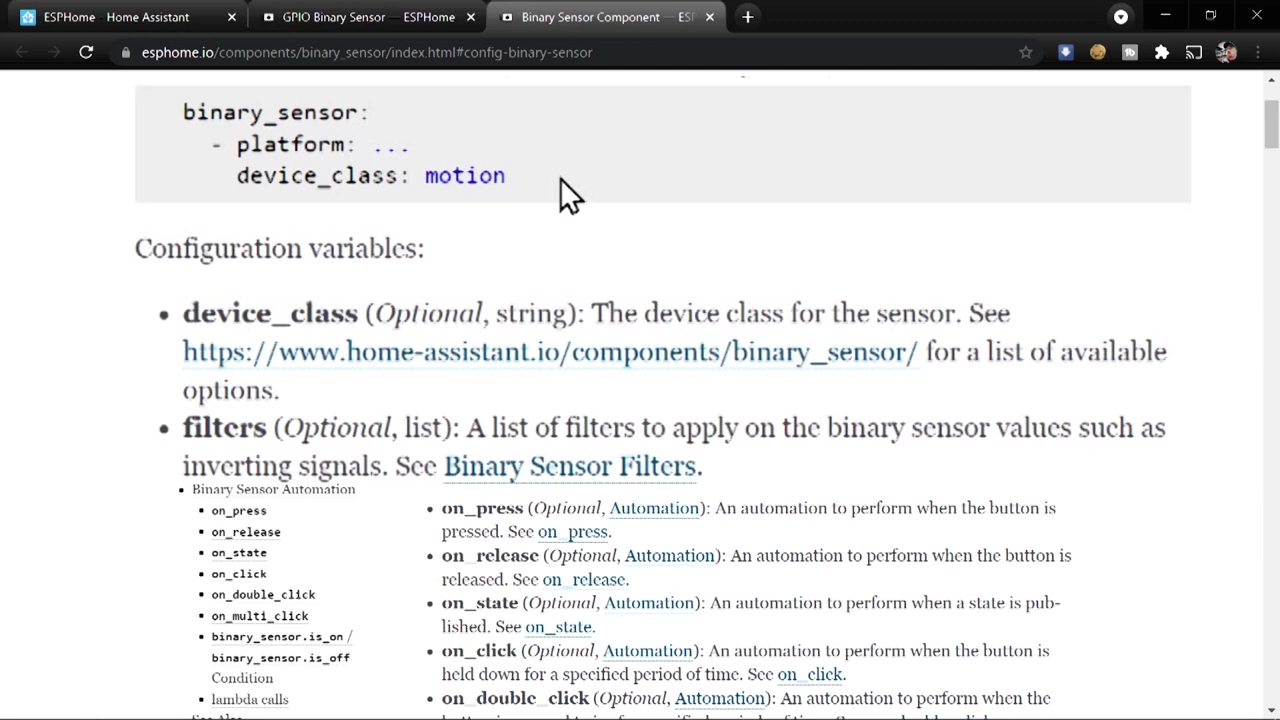 ESPHome - Home Assistant
GPIO Binary Sensor — ESPHome
Binary Sensor Component — ESP
esphome.io/components/binary_sensor/index.html#config-binary-sensor
binary_sensor:
- platform: ...
device_class: motion
Configuration variables:
• device_class (Optional, string): The device class for the sensor. See
https://www.home-assistant.io/components/binary_sensor/ for a list of available
options.
• filters (Optional, list): A list of filters to apply on the binary sensor values such as
inverting signals. See Binary Sensor Filters.
▪ Binary Sensor Automation
▪ on_press
▪ on_release
▪ on_state
▪ on_click
▪ on_double_click
▪ on_multi_click
▪ binary_sensor.is_on /
binary_sensor.is_off
Condition
▪ lambda calls
• on_press (Optional, Automation): An automation to perform when the button is
pressed. See on_press.
• on_release (Optional, Automation): An automation to perform when the button is
released. See on_release.
• on_state (Optional, Automation): An automation to perform when a state is pub-
lished. See on_state.
• on_click (Optional, Automation): An automation to perform when the button is
held down for a specified period of time. See on_click.
• on_double_click (Optional, Automation): An automation to perform when the